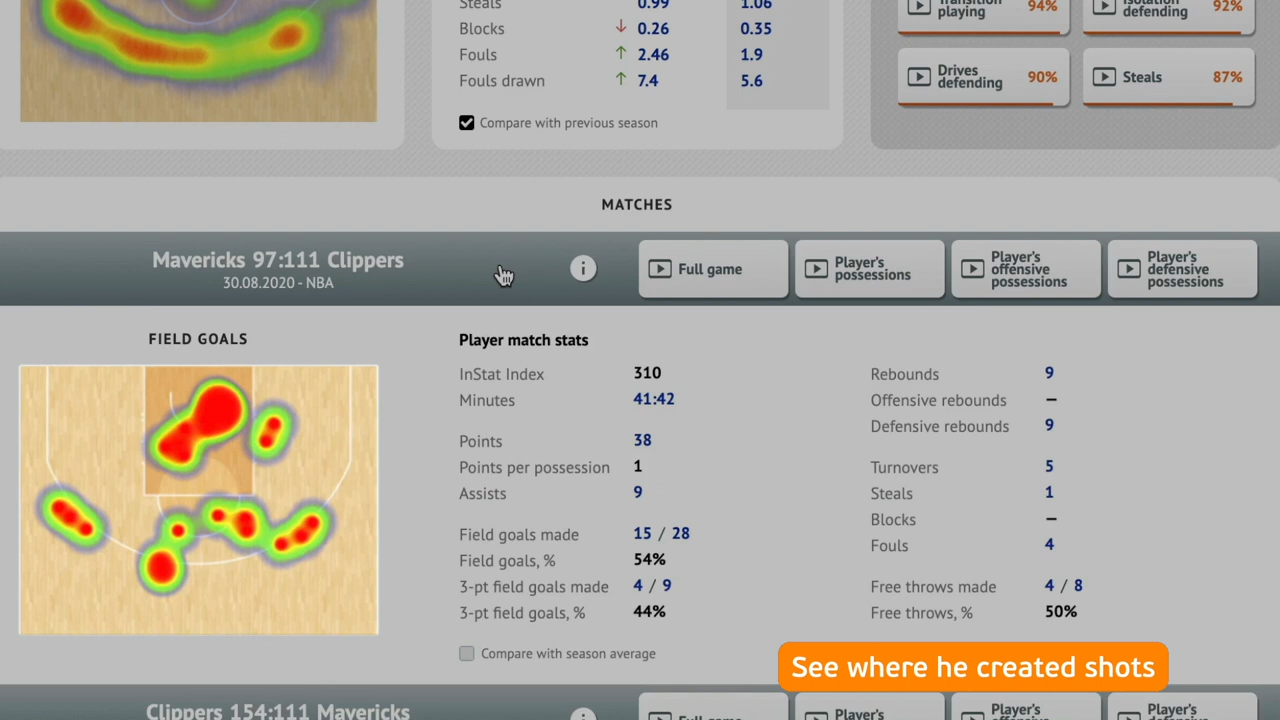 Steals 0.99 1.06
Transition playing 94%
Isolation defending 92%
Blocks 0.26 0.35
Fouls 2.46 1.9
Fouls drawn 7.4 5.6
Drives defending 90%
Steals 87%
Compare with previous season
MATCHES
Mavericks 97:111 Clippers
30.08.2020 - NBA
i
Full game
Player's possessions
Player's offensive possessions
Player's defensive possessions
FIELD GOALS
Player match stats
InStat Index 310
Minutes 41:42
Points 38
Points per possession 1
Assists 9
Field goals made 15 / 28
Field goals, % 54%
3-pt field goals made 4 / 9
3-pt field goals, % 44%
Compare with season average
Rebounds 9
Offensive rebounds –
Defensive rebounds 9
Turnovers 5
Steals 1
Blocks –
Fouls 4
Free throws made 4 / 8
Free throws, % 50%
See where he created shots
Clippers 154:111 Mavericks
i
Full game
Player's
Player's offensive
Player's defensive